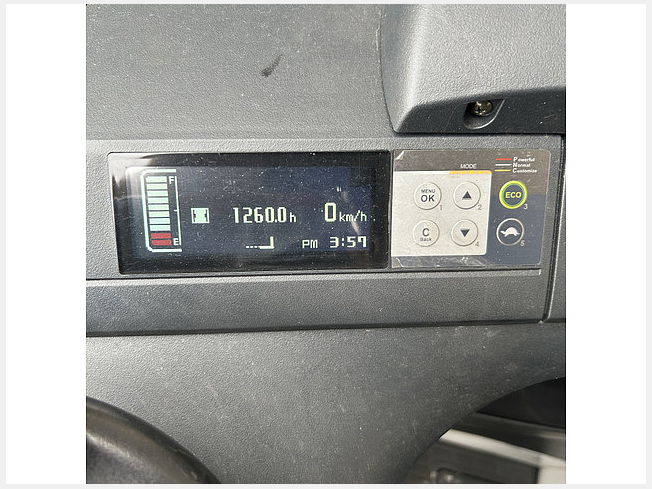 F
E
1260.0 h
0 km/h
PM 3:57
MODE
MENU
OK
1
2
C
Back
4
Powerful
Normal
Customize
ECO
3
5